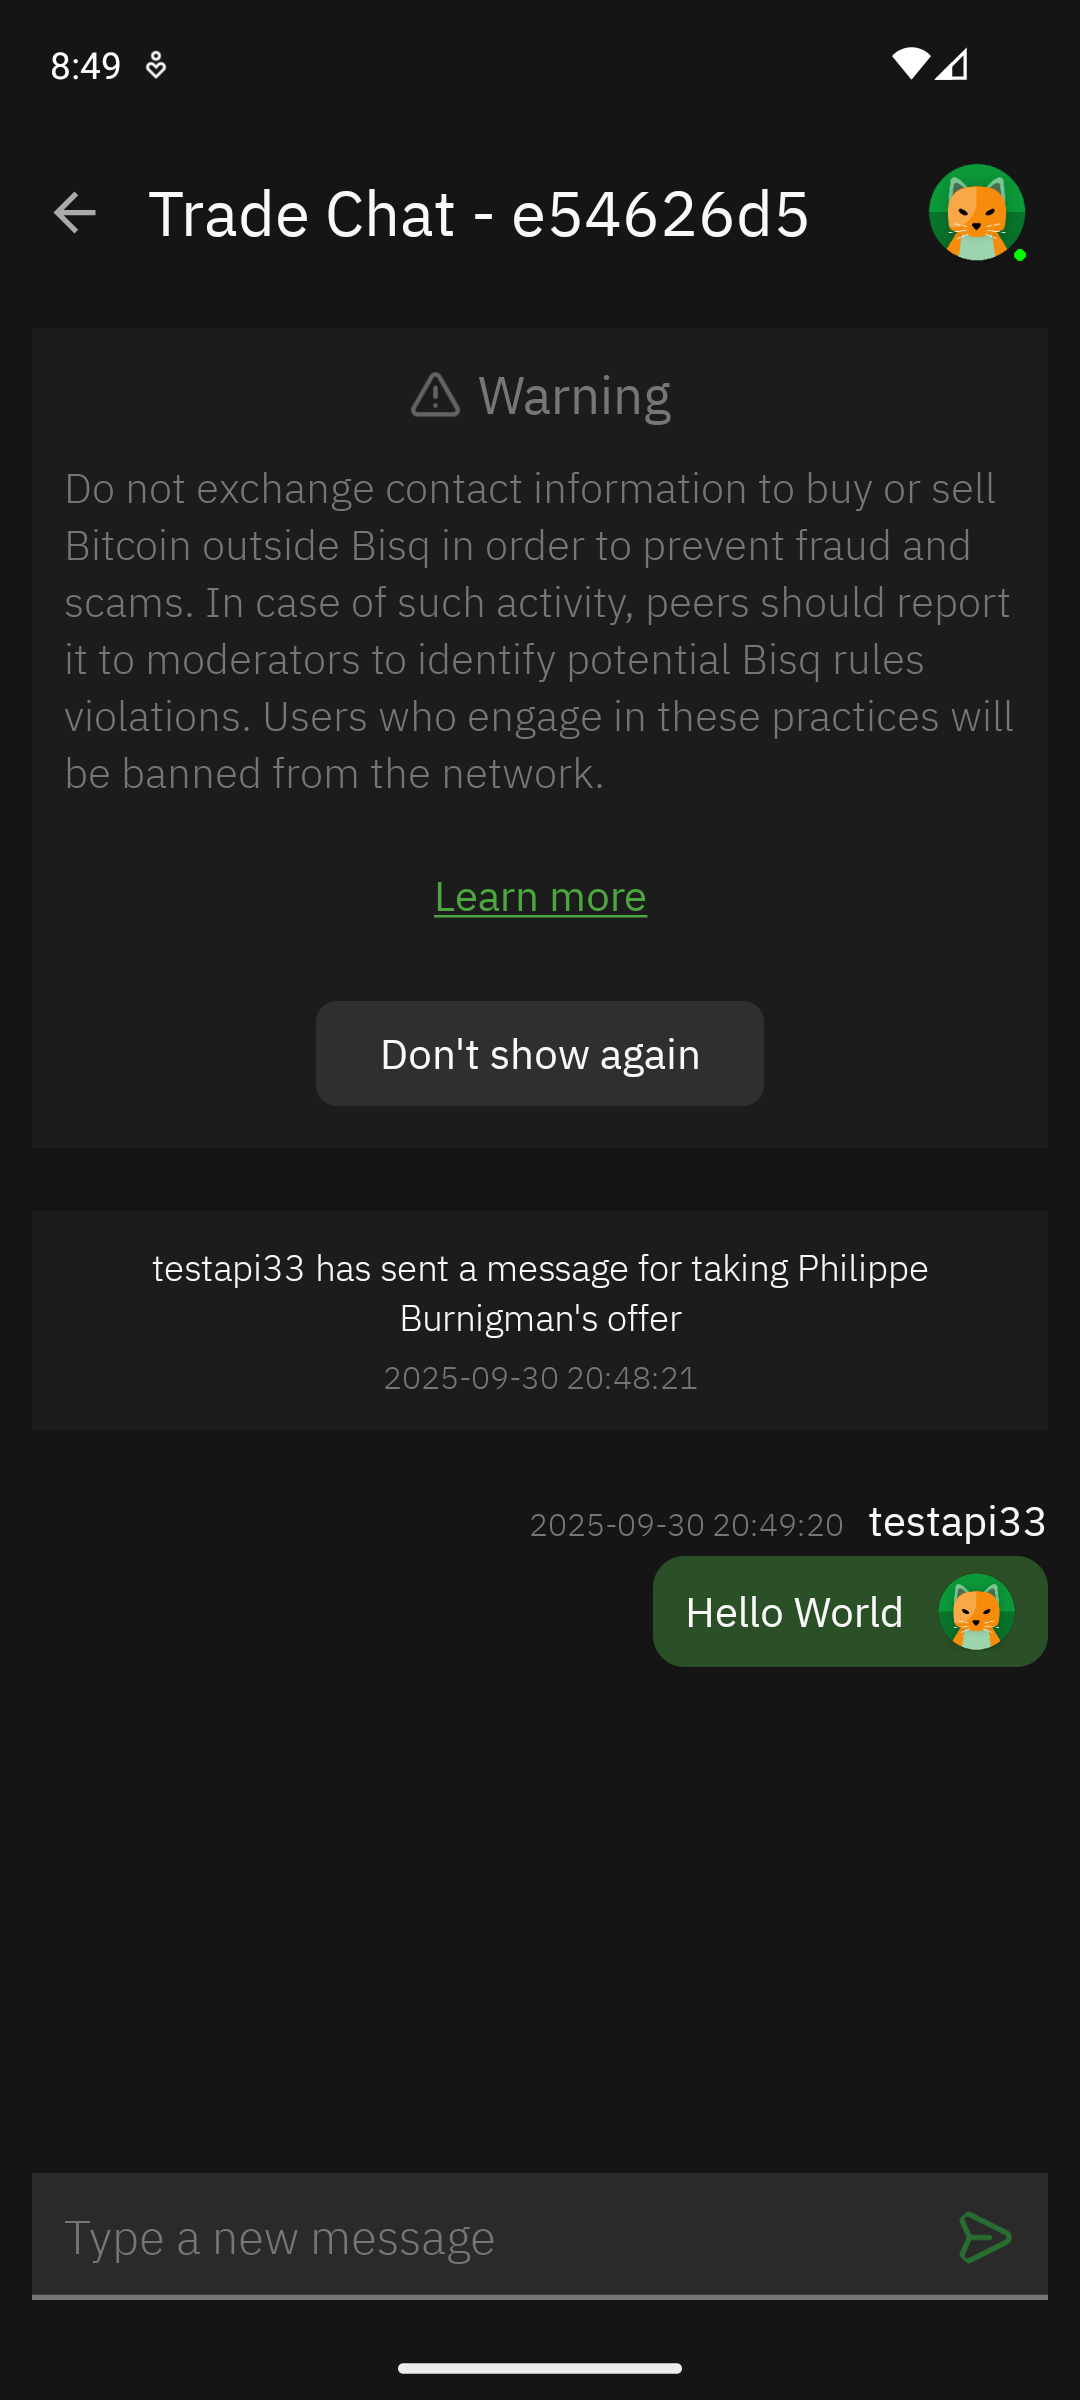 8:49
Trade Chat - e54626d5
Warning
Do not exchange contact information to buy or sell
Bitcoin outside Bisq in order to prevent fraud and
scams. In case of such activity, peers should report
it to moderators to identify potential Bisq rules
violations. Users who engage in these practices will
be banned from the network.
Learn more
Don't show again
testapi33 has sent a message for taking Philippe
Burnigman's offer
2025-09-30 20:48:21
2025-09-30 20:49:20 testapi33
Hello World
Type a new message